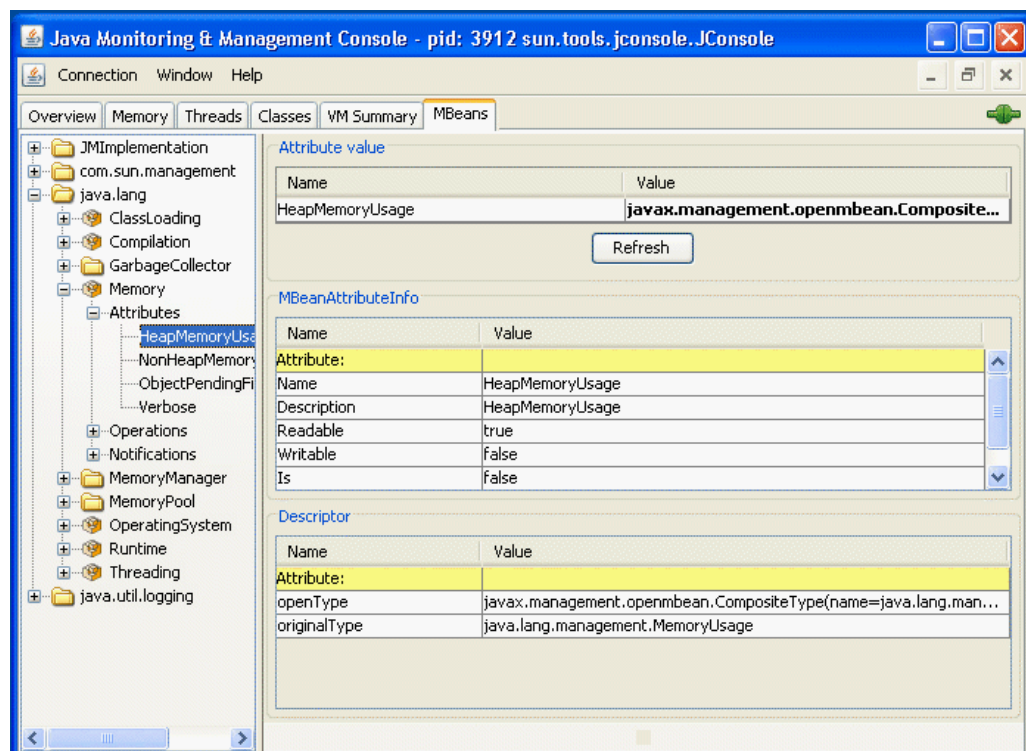 Java Monitoring & Management Console - pid: 3912 sun.tools.jconsole.JConsole
Connection Window Help
Overview Memory Threads Classes VM Summary MBeans
JMImplementation
com.sun.management
java.lang
ClassLoading
Compilation
GarbageCollector
Memory
Attributes
HeapMemoryUsa
NonHeapMemory
ObjectPendingFi
Verbose
Operations
Notifications
MemoryManager
MemoryPool
OperatingSystem
Runtime
Threading
java.util.logging
Attribute value
Name Value
HeapMemoryUsage javax.management.openmbean.Composite...
Refresh
MBeanAttributeInfo
Name Value
Attribute:
Name HeapMemoryUsage
Description HeapMemoryUsage
Readable true
Writable false
Is false
Descriptor
Name Value
Attribute:
openType javax.management.openmbean.CompositeType(name=java.lang.man...
originalType java.lang.management.MemoryUsage